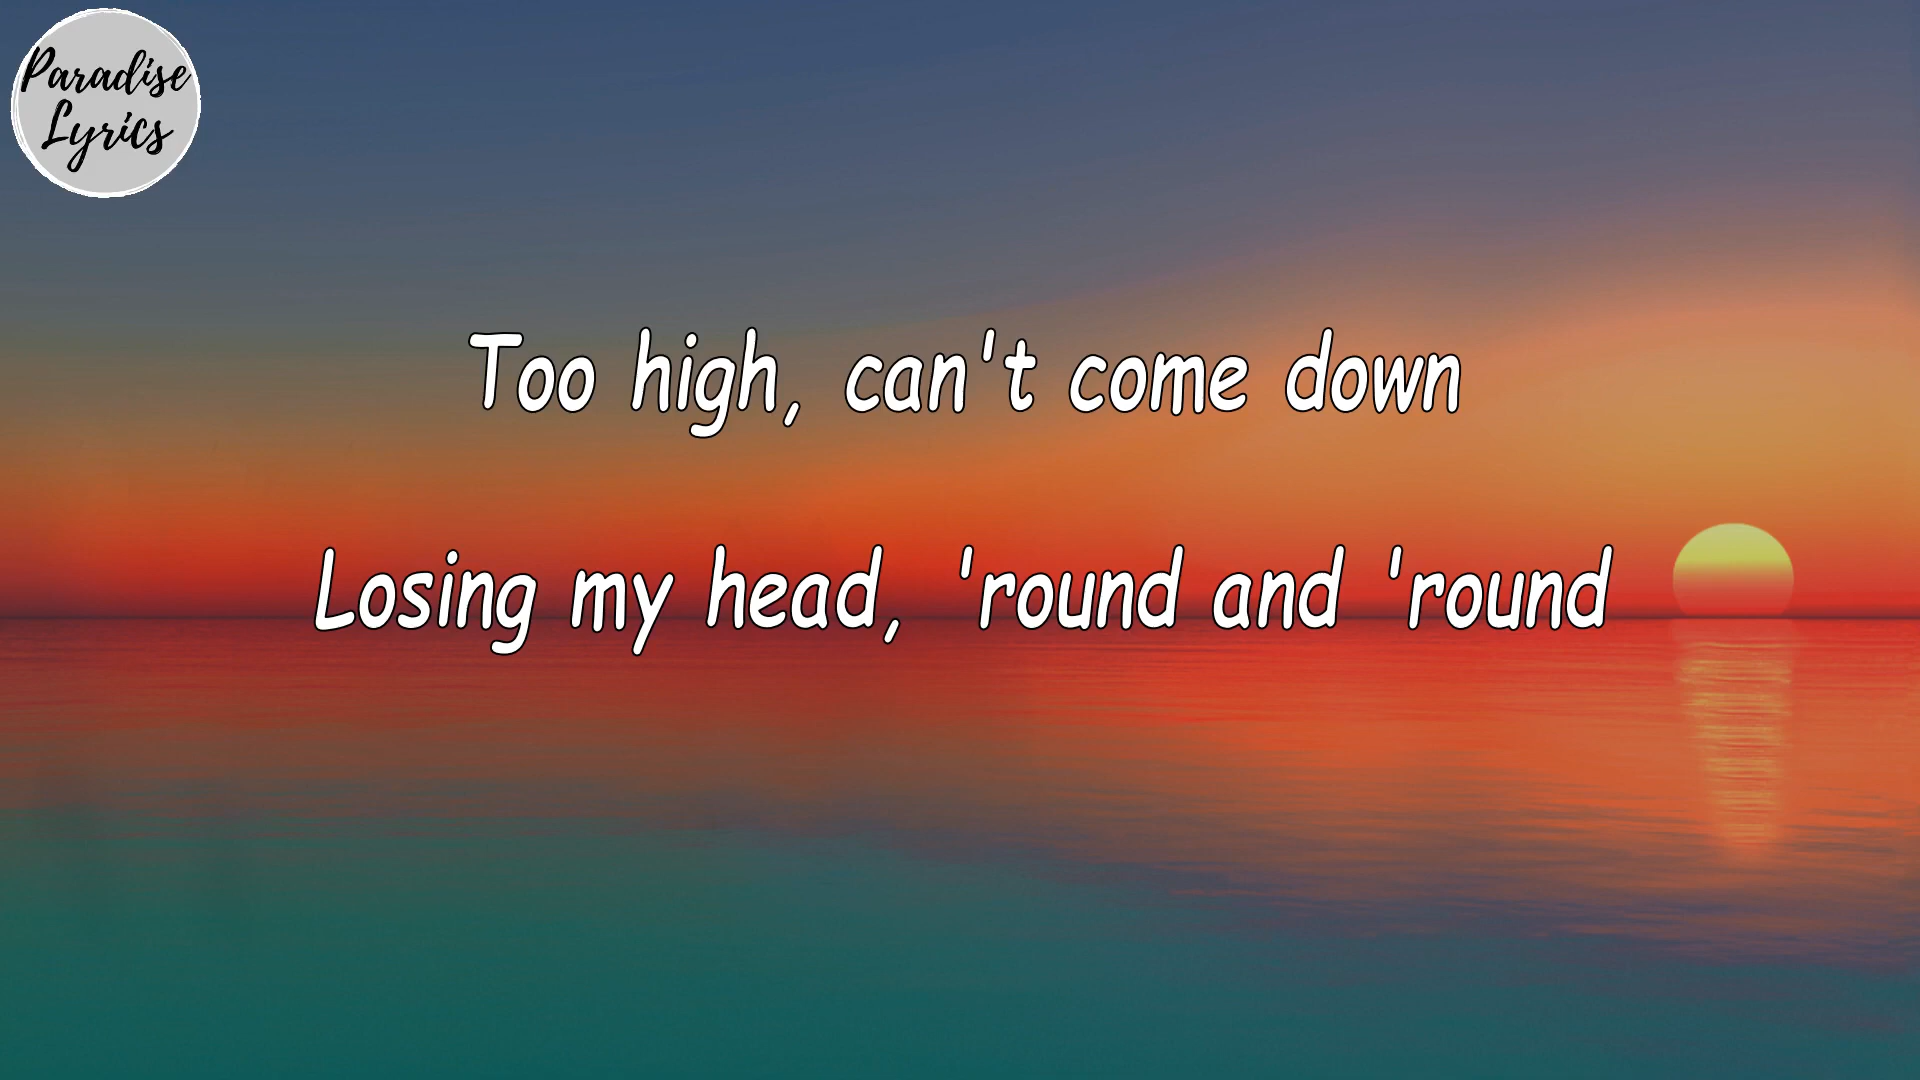 Paradise
Lyrics
Too high, can't come down
Losing my head, 'round and 'round